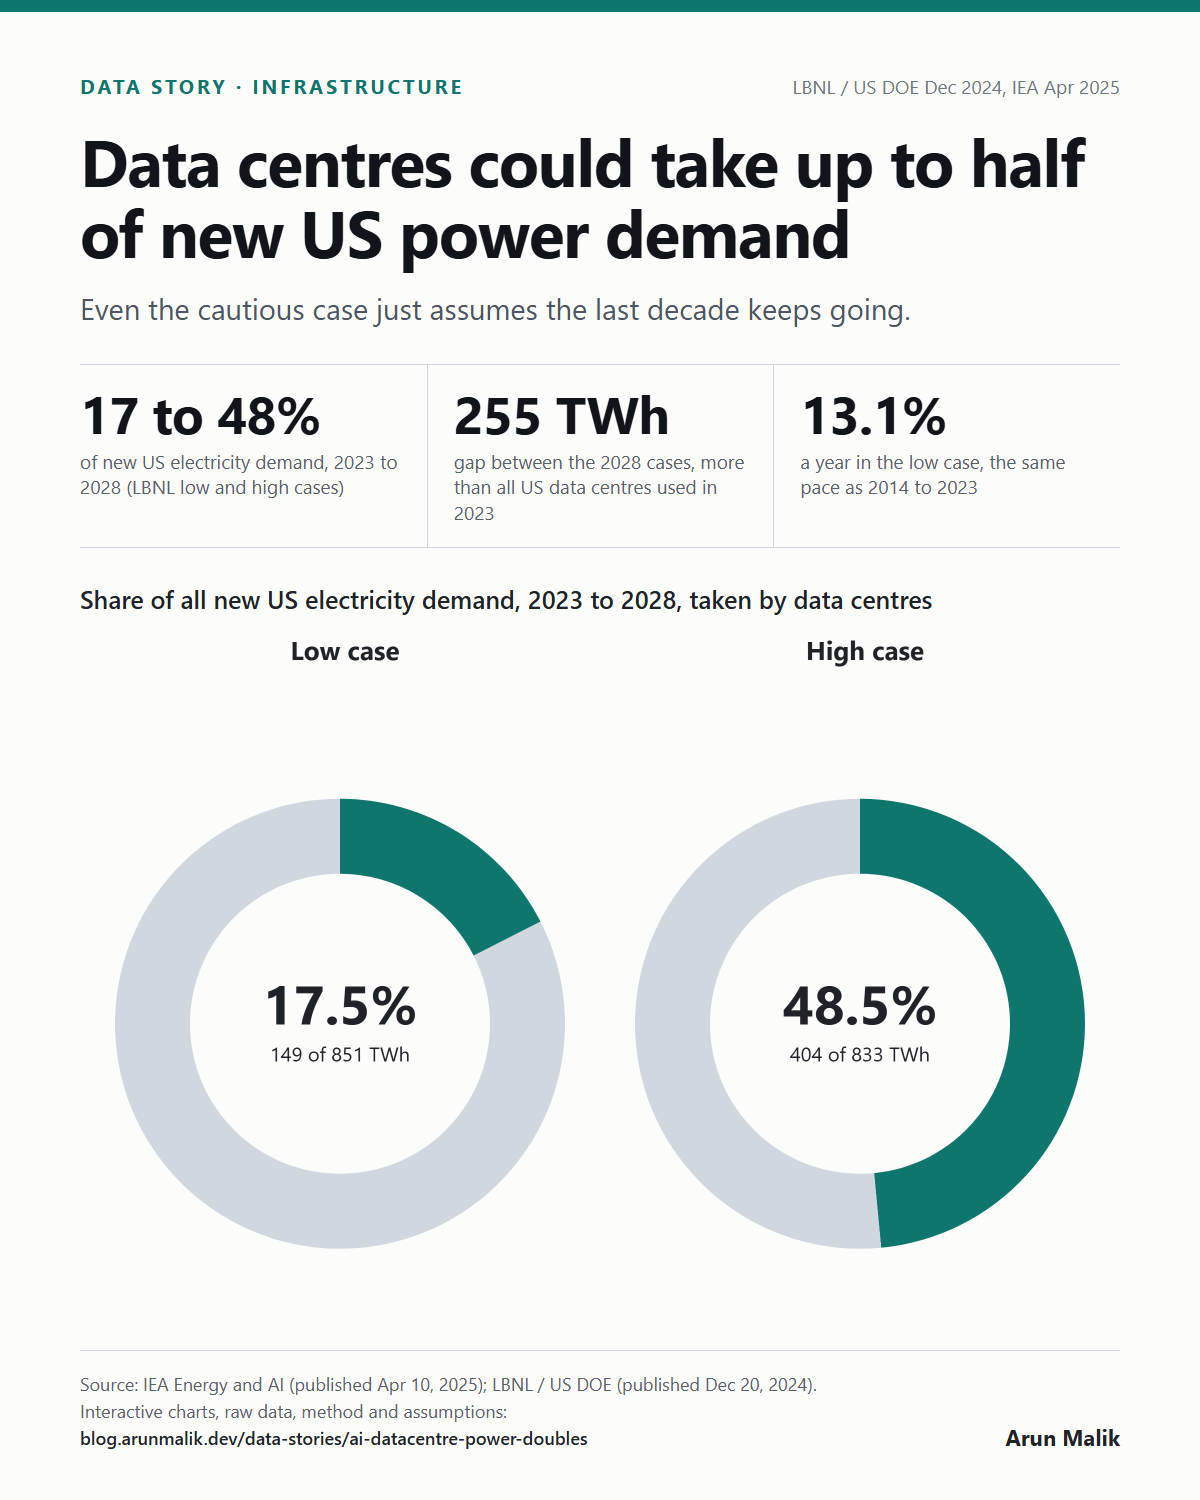 DATA STORY · INFRASTRUCTURE
LBNL / US DOE Dec 2024, IEA Apr 2025
Data centres could take up to half
of new US power demand
Even the cautious case just assumes the last decade keeps going.
17 to 48%
of new US electricity demand, 2023 to
2028 (LBNL low and high cases)
255 TWh
gap between the 2028 cases, more
than all US data centres used in
2023
13.1%
a year in the low case, the same
pace as 2014 to 2023
Share of all new US electricity demand, 2023 to 2028, taken by data centres
Low case
High case
17.5%
149 of 851 TWh
48.5%
404 of 833 TWh
Source: IEA Energy and AI (published Apr 10, 2025); LBNL / US DOE (published Dec 20, 2024).
Interactive charts, raw data, method and assumptions:
blog.arunmalik.dev/data-stories/ai-datacentre-power-doubles
Arun Malik